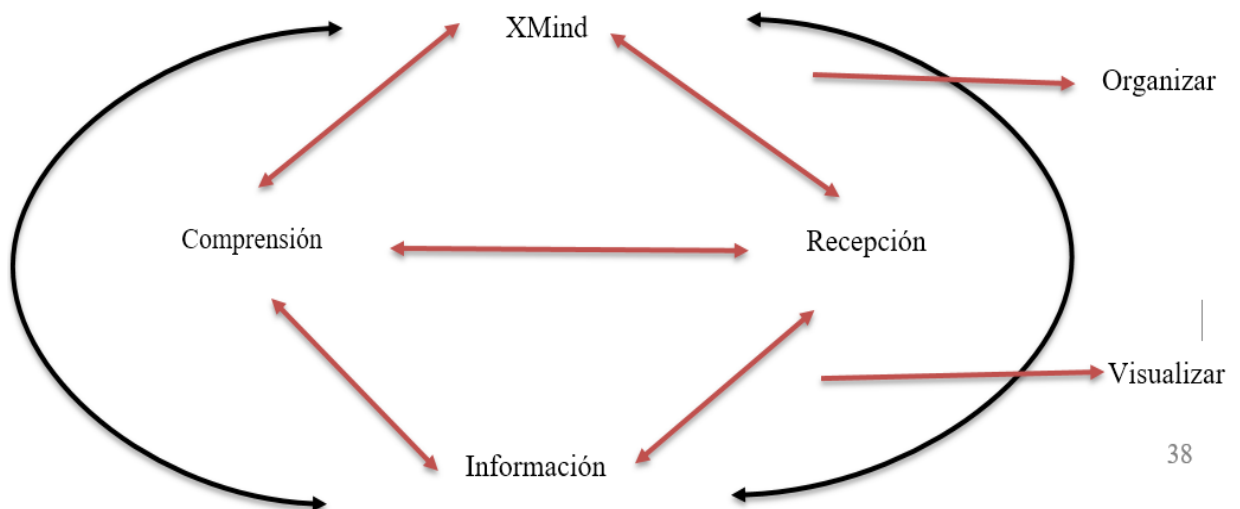 XMind
Organizar
Comprensión
Recepción
Visualizar
Información
38